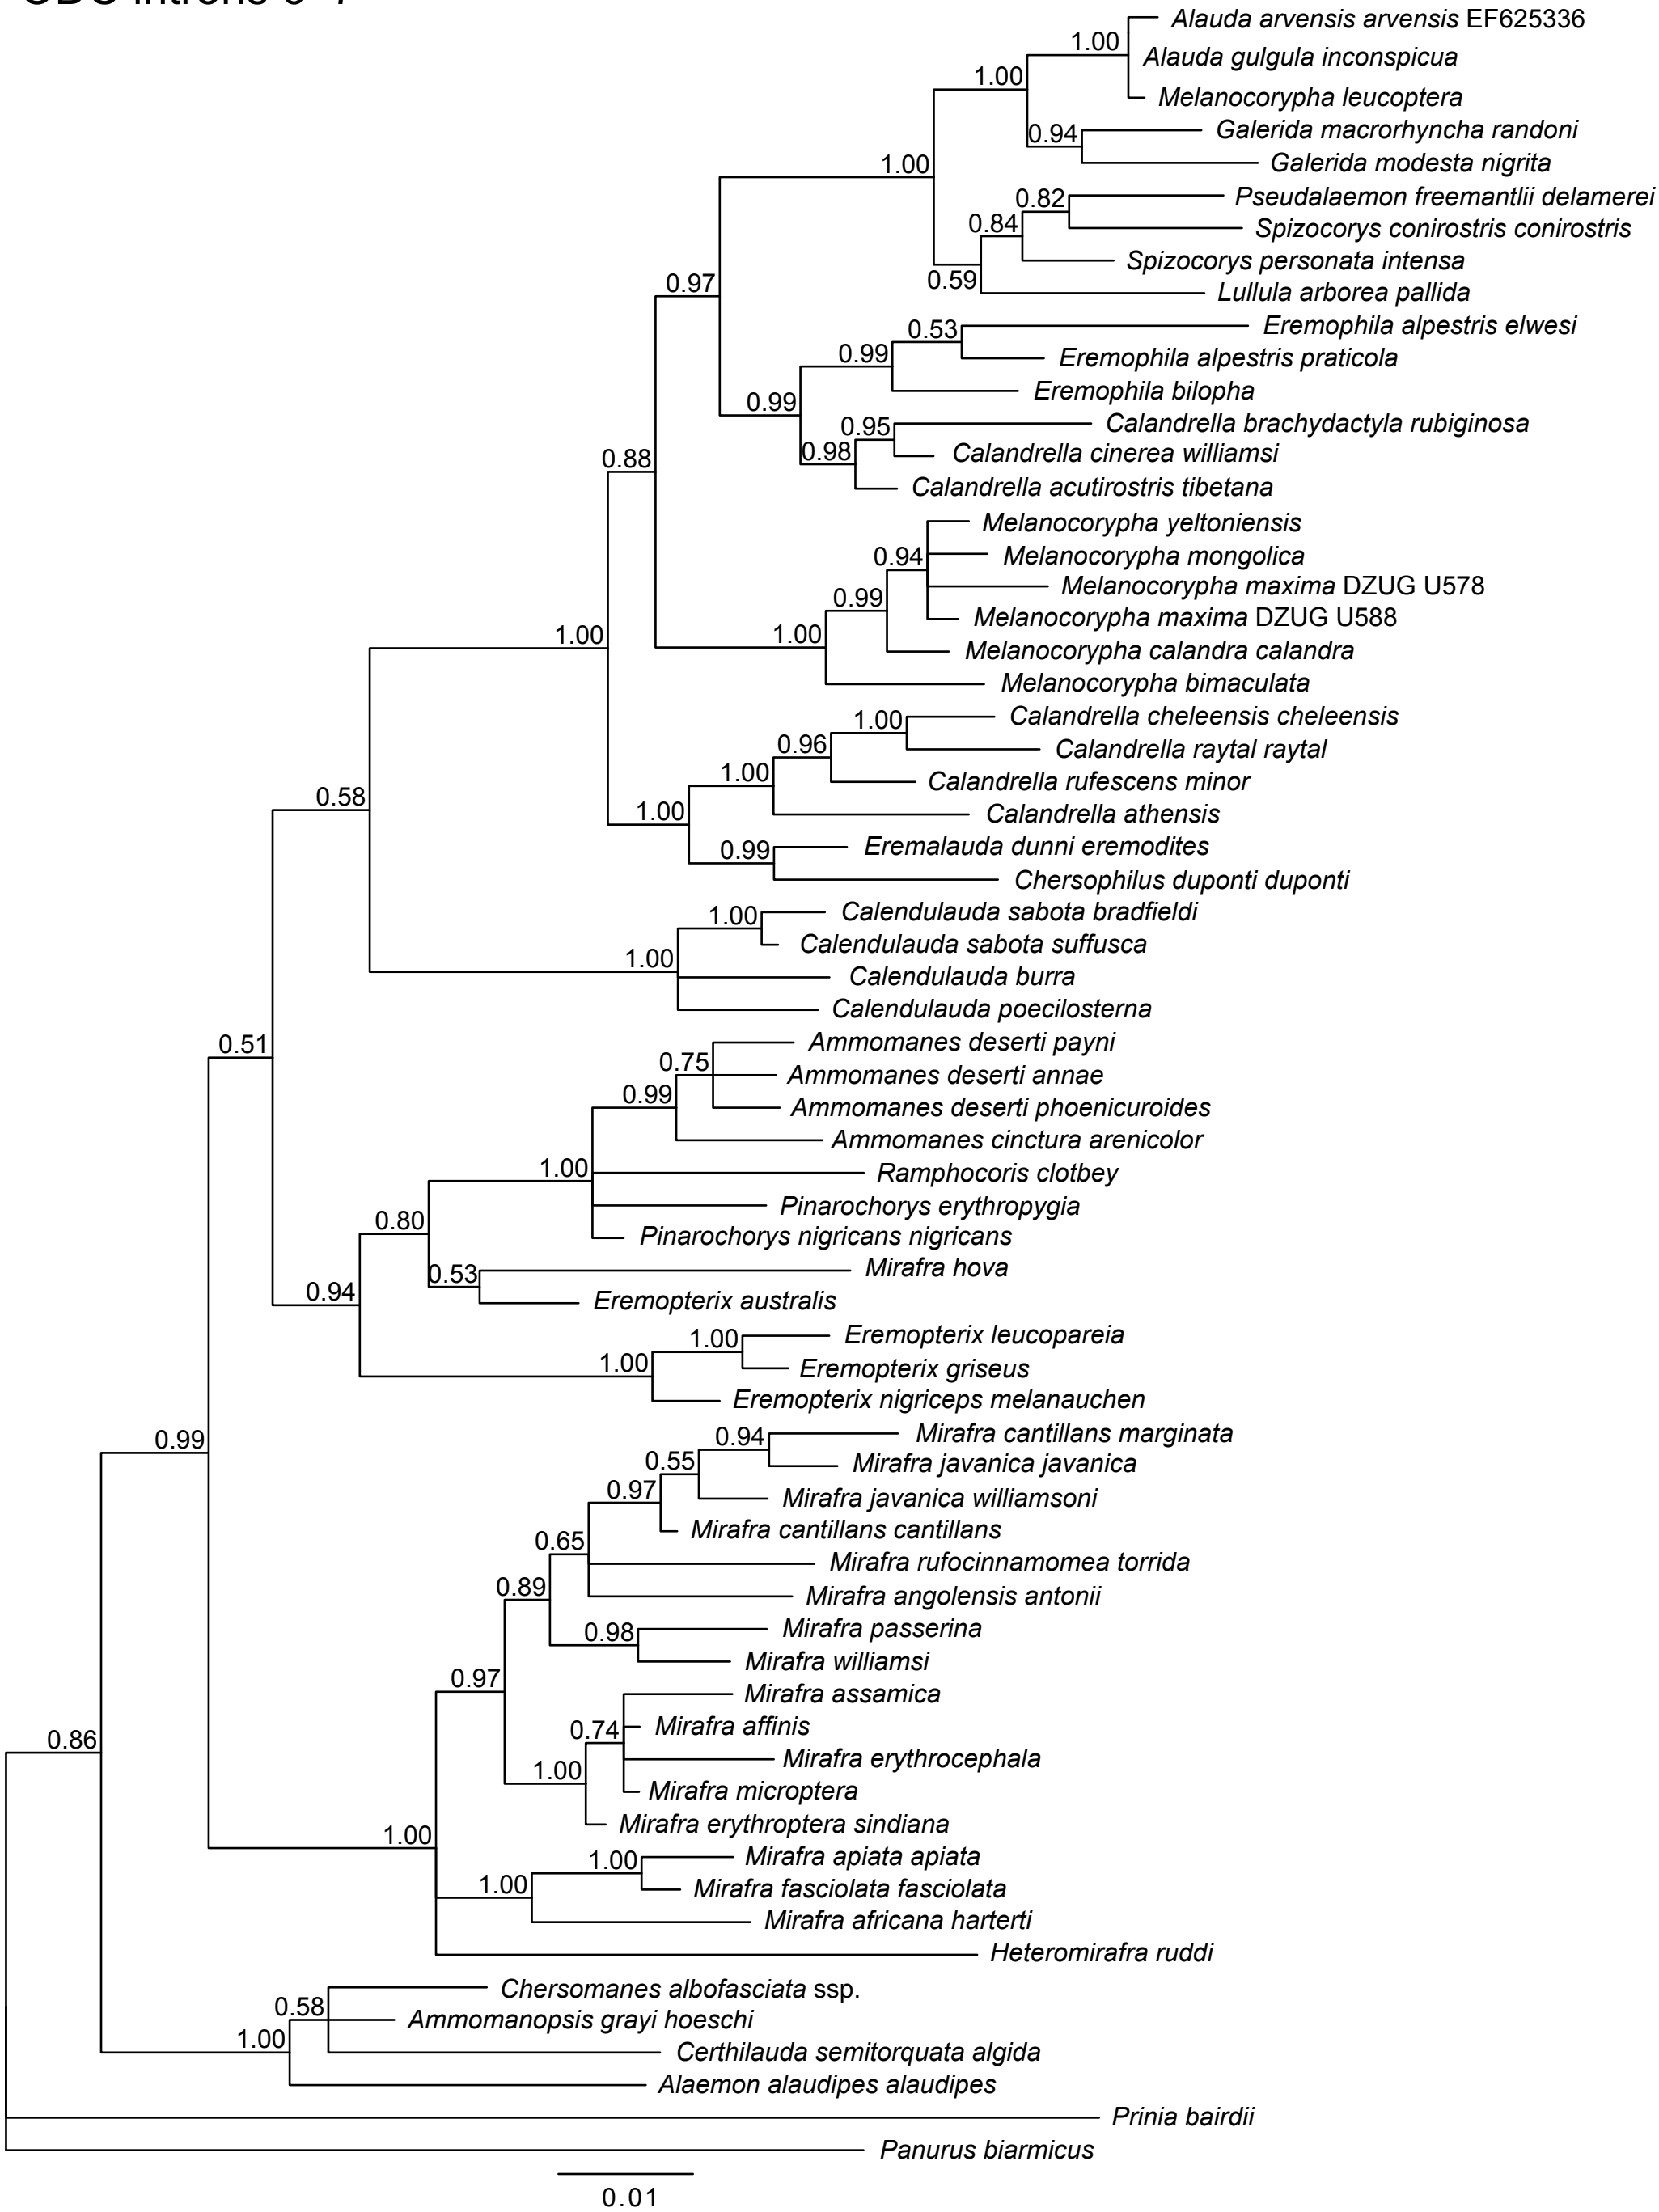 Alauda arvensis arvensis EF625336
1.00
Alauda gulgula inconspicua
1.00
Melanocorypha leucoptera
Galerida macrorhyncha randoni
0.94
Galerida modesta nigrita
1.00
Pseudalaemon freemantlii delamerei
0.82
Spizocorys conirostris conirostris
0.84
Spizocorys personata intensa
0.59
Lullula arborea pallida
0.97
Eremophila alpestris elwesi
0.53
Eremophila alpestris praticola
0.99
Eremophila bilopha
0.99
Calandrella brachydactyla rubiginosa
0.95
Calandrella cinerea williamsi
0.98
0.88
Calandrella acutirostris tibetana
Melanocorypha yeltoniensis
Melanocorypha mongolica
0.94
Melanocorypha maxima DZUG U578
0.99
Melanocorypha maxima DZUG U588
1.00
1.00
Melanocorypha calandra calandra
Melanocorypha bimaculata
Calandrella cheleensis cheleensis
1.00
Calandrella raytal raytal
0.96
Calandrella rufescens minor
1.00
0.58
Calandrella athensis
1.00
Eremalauda dunni eremodites
0.99
Chersophilus duponti duponti
Calendulauda sabota bradfieldi
1.00
Calendulauda sabota suffusca
1.00
Calendulauda burra
Calendulauda poecilosterna
0.51
Ammomanes deserti payni
0.75
Ammomanes deserti annae
0.99
Ammomanes deserti phoenicuroides
Ammomanes cinctura arenicolor
1.00
Ramphocoris clotbey
Pinarochorys erythropygia
0.80
Pinarochorys nigricans nigricans
Mirafra hova
0.53
0.94
Eremopterix australis
Eremopterix leucopareia
1.00
Eremopterix griseus
1.00
Eremopterix nigriceps melanauchen
Mirafra cantillans marginata
0.94
0.99
Mirafra javanica javanica
0.55
Mirafra javanica williamsoni
0.97
Mirafra cantillans cantillans
0.65
Mirafra rufocinnamomea torrida
0.89
Mirafra angolensis antonii
Mirafra passerina
0.98
Mirafra williamsi
0.97
Mirafra assamica
Mirafra affinis
0.74
0.86
Mirafra erythrocephala
1.00
Mirafra microptera
Mirafra erythroptera sindiana
1.00
Mirafra apiata apiata
1.00
Mirafra fasciolata fasciolata
1.00
Mirafra africana harterti
Heteromirafra ruddi
Chersomanes albofasciata ssp.
0.58
Ammomanopsis grayi hoeschi
1.00
Certhilauda semitorquata algida
Alaemon alaudipes alaudipes
Prinia bairdii
Panurus biarmicus
0.01